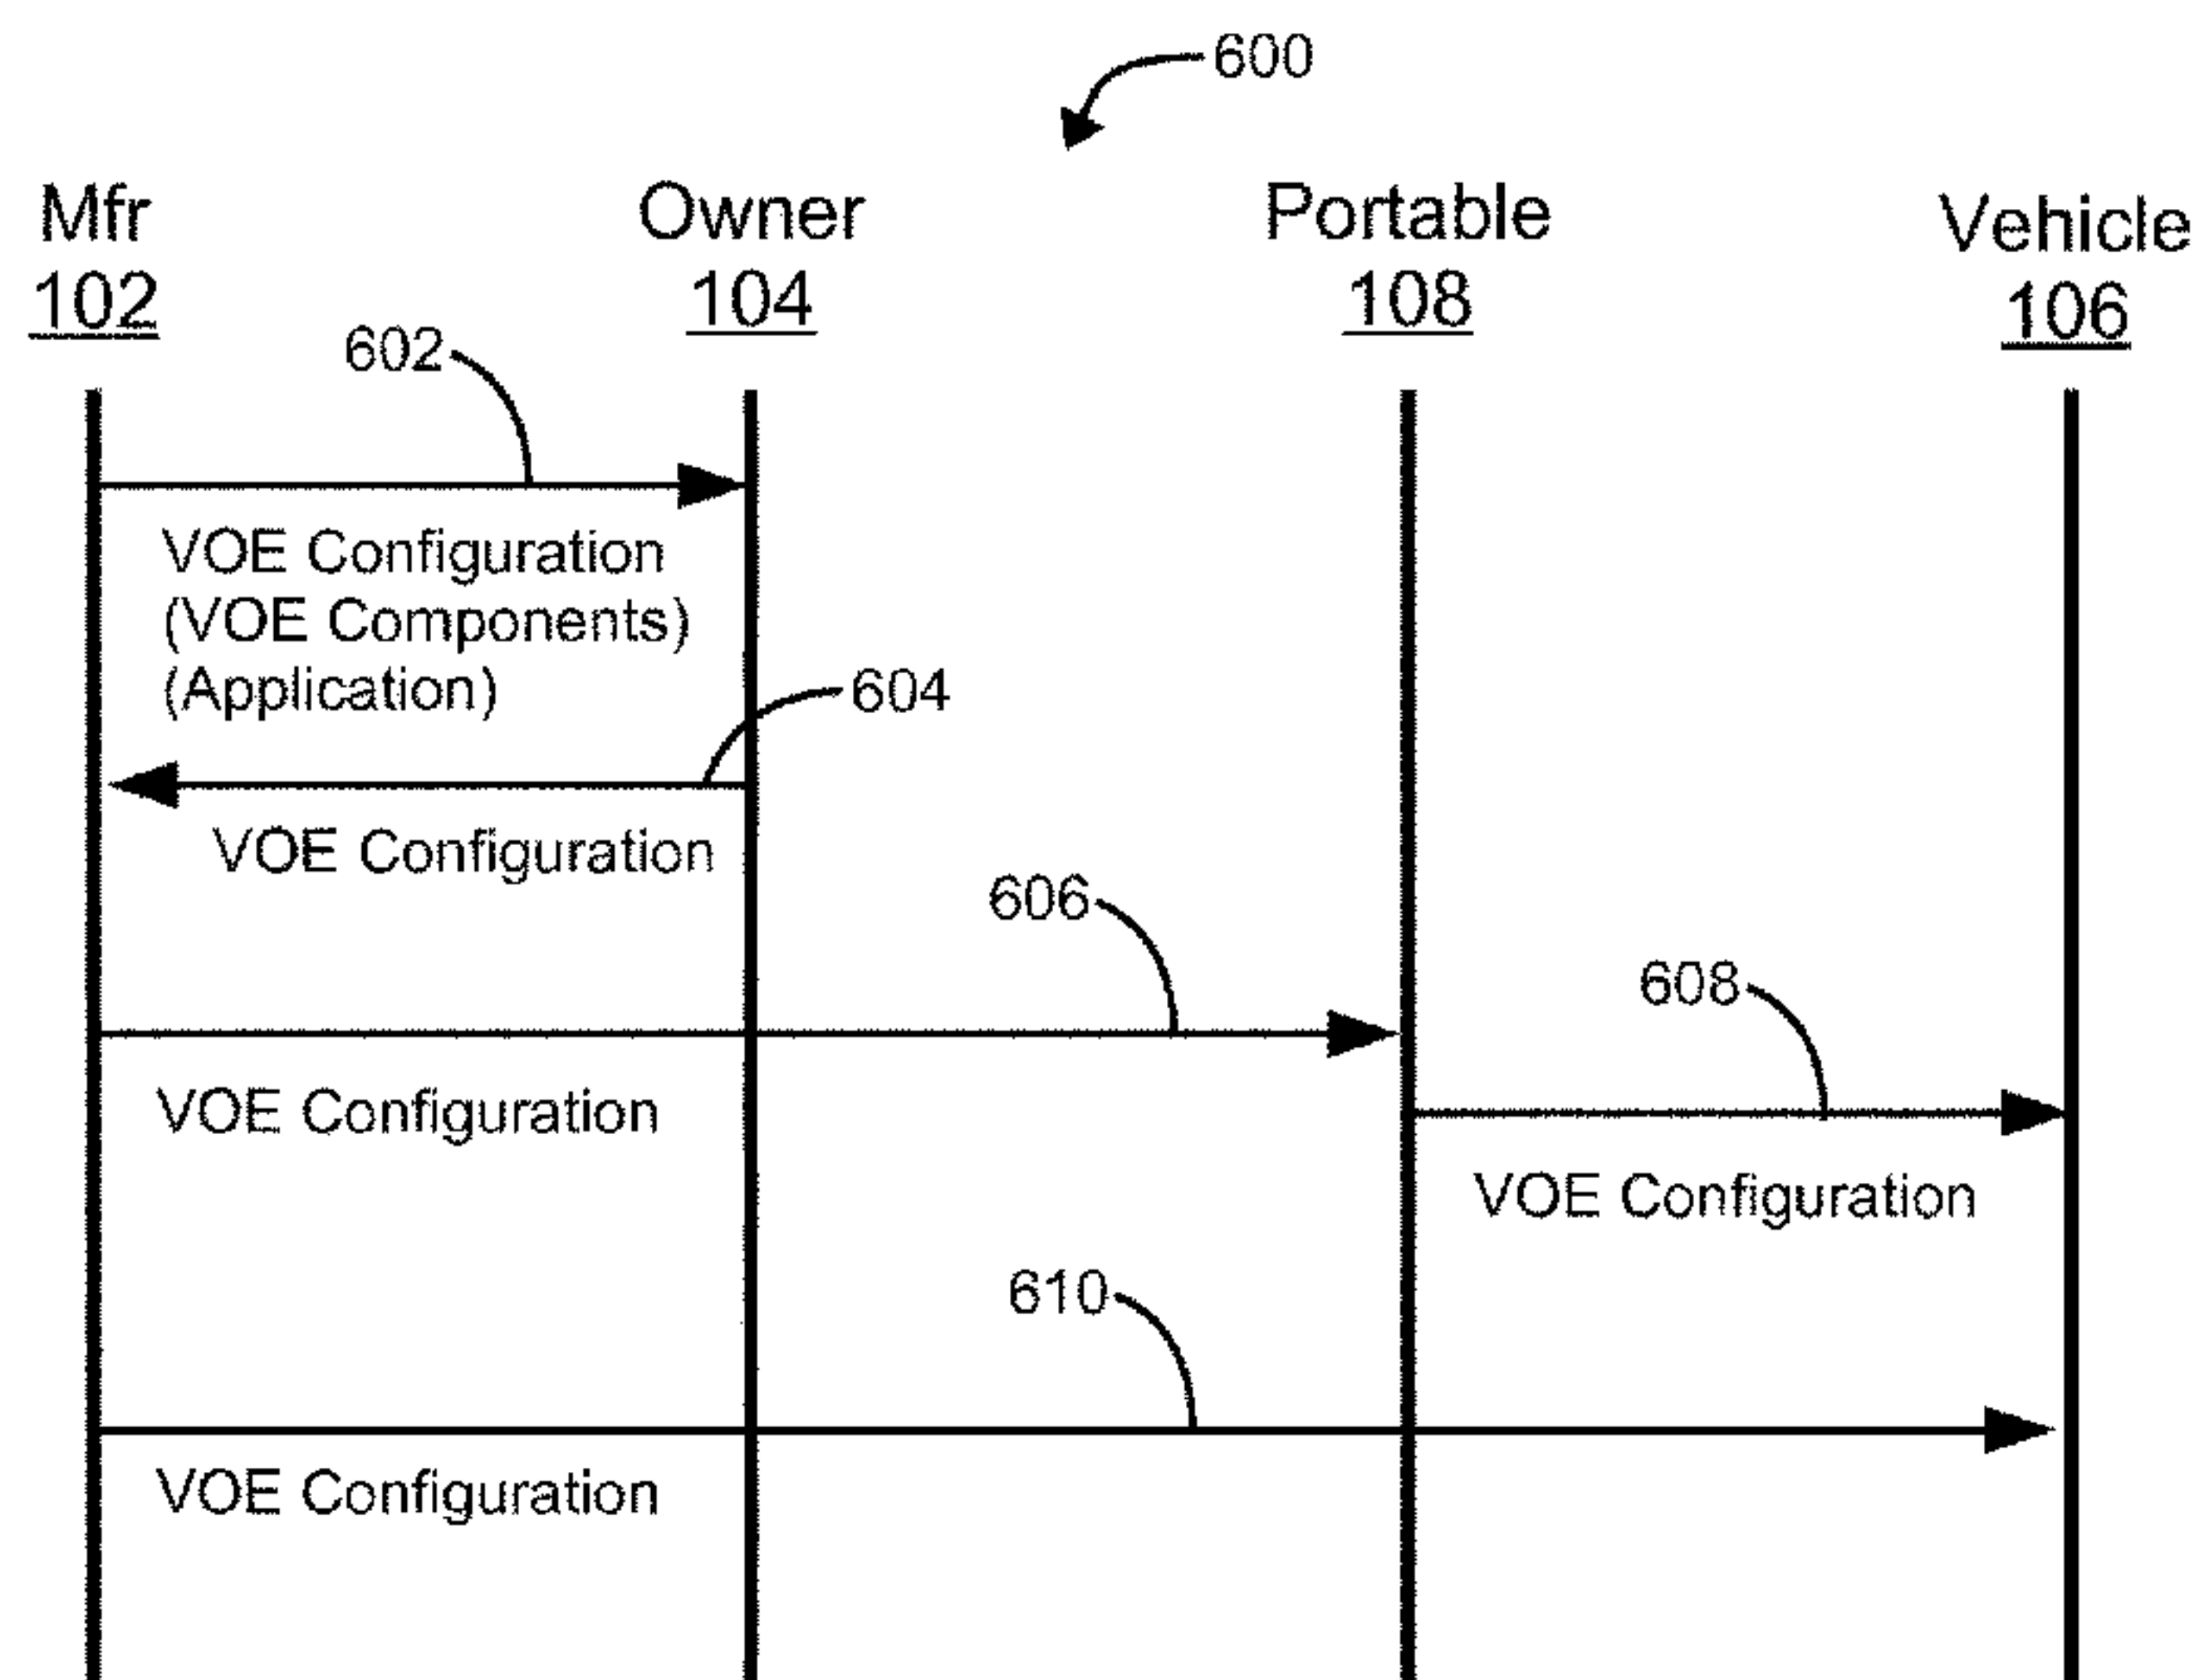 600
Mfr
102
Owner
104
Portable
108
Vehicle
106
602
VOE Configuration
(VOE Components)
(Application)
604
VOE Configuration
606
VOE Configuration
608
VOE Configuration
610
VOE Configuration